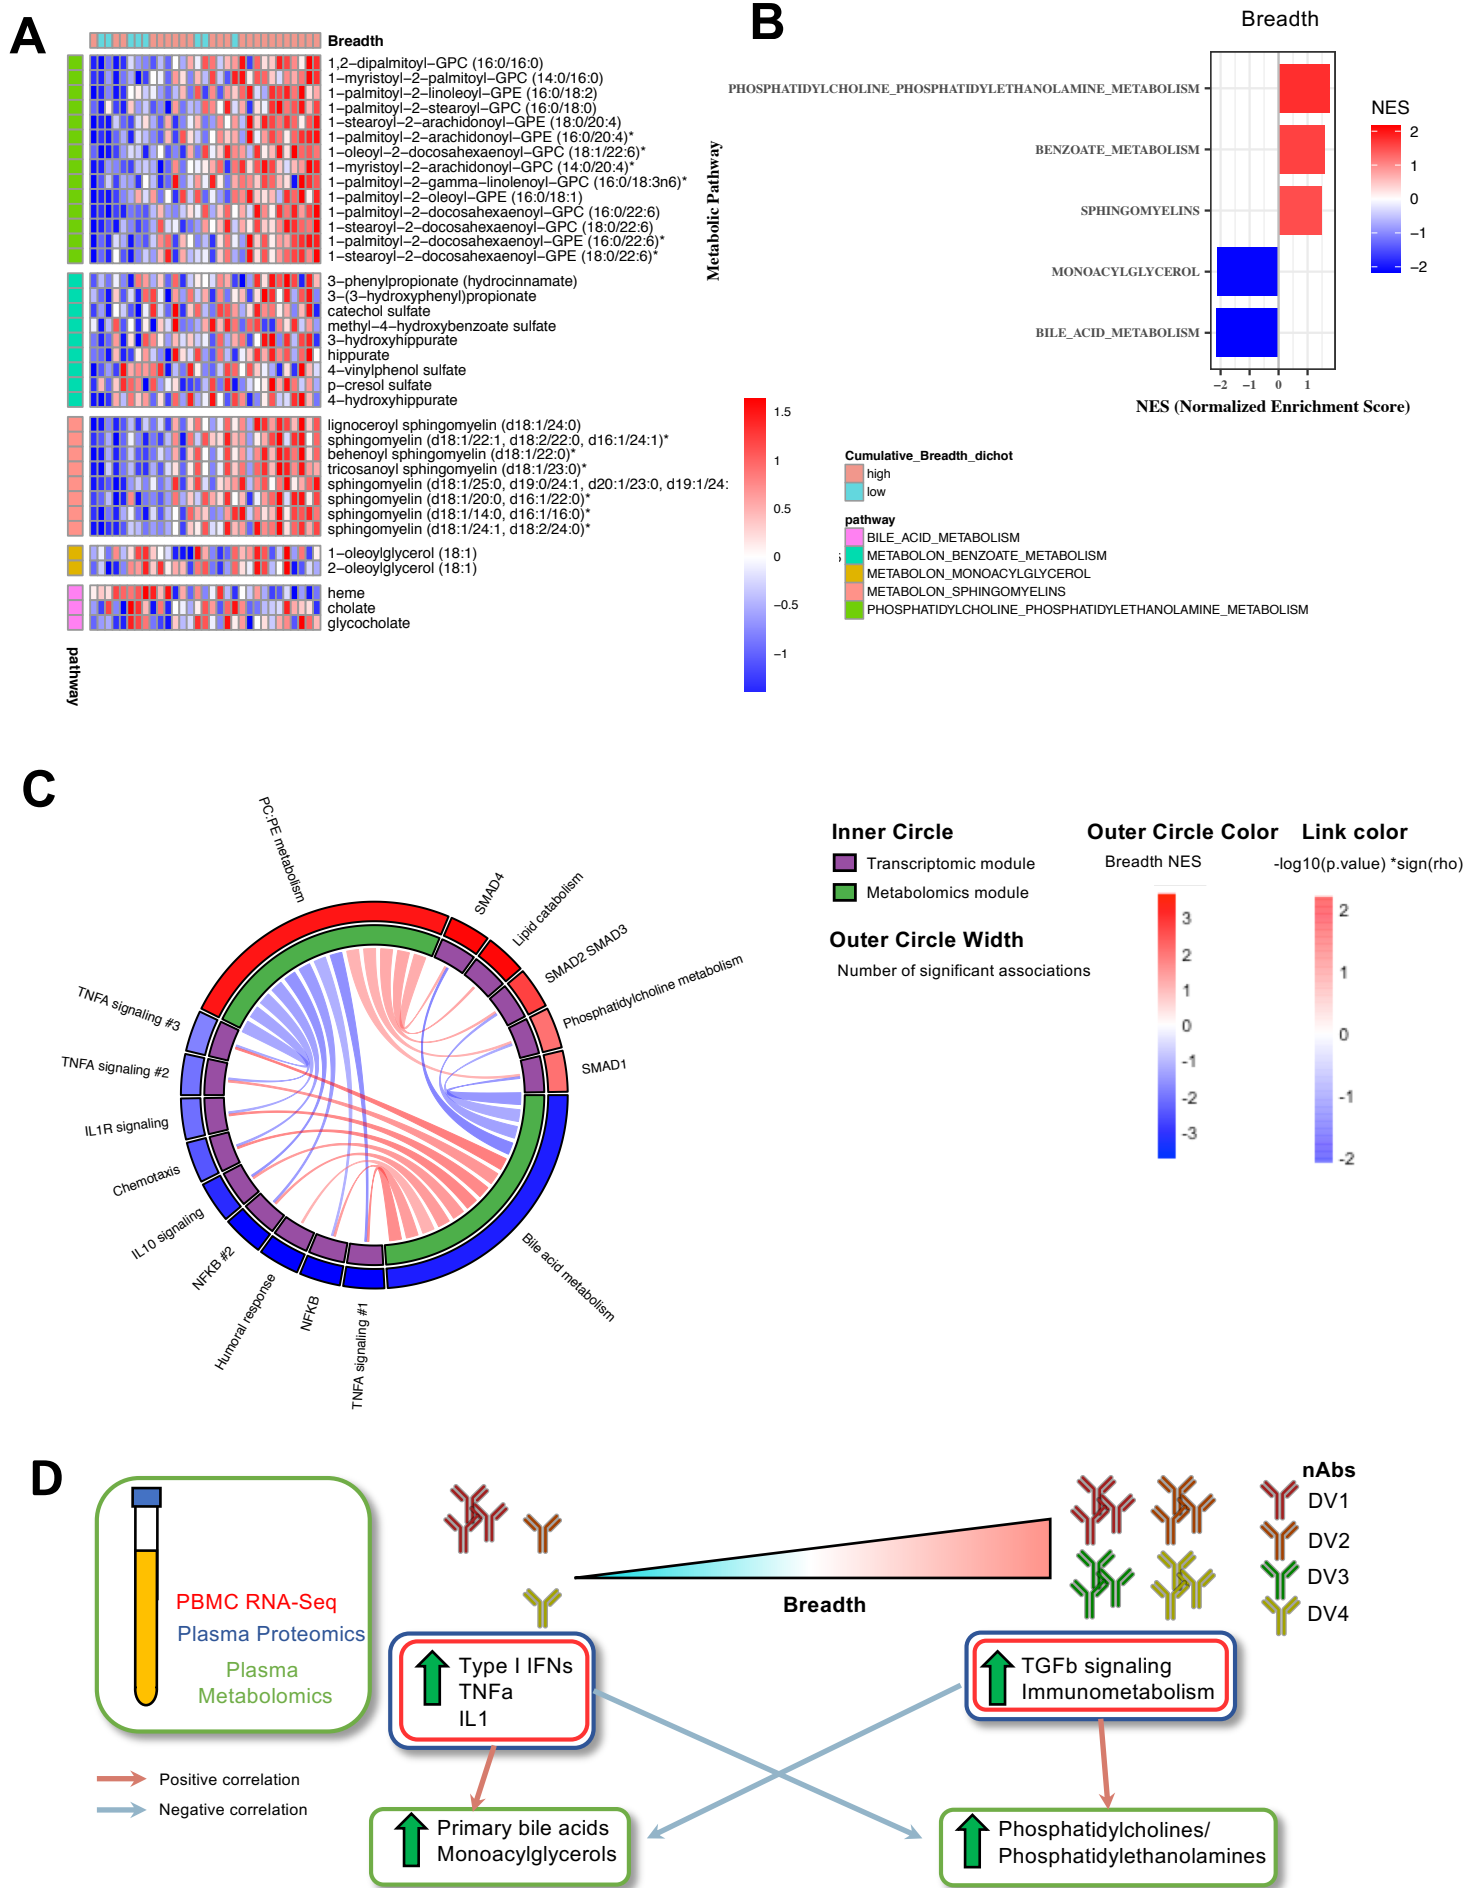 A
Breadth
1,2−dipalmitoyl−GPC (16:0/16:0)
1−myristoyl−2−palmitoyl−GPC (14:0/16:0)
1−palmitoyl−2−linoleoyl−GPE (16:0/18:2)
1−palmitoyl−2−stearoyl−GPC (16:0/18:0)
1−stearoyl−2−arachidonoyl−GPE (18:0/20:4)
1−palmitoyl−2−arachidonoyl−GPE (16:0/20:4)*
1−oleoyl−2−docosahexaenoyl−GPC (18:1/22:6)*
1−myristoyl−2−arachidonoyl−GPC (14:0/20:4)*
1−palmitoyl−2−gamma−linolenoyl−GPC (16:0/18:3n6)*
1−palmitoyl−2−oleoyl−GPE (16:0/18:1)
1−palmitoyl−2−docosahexaenoyl−GPC (16:0/22:6)
1−stearoyl−2−docosahexaenoyl−GPC (18:0/22:6)
1−palmitoyl−2−docosahexaenoyl−GPE (16:0/22:6)*
1−stearoyl−2−docosahexaenoyl−GPE (18:0/22:6)*
3−phenylpropionate (hydrocinnamate)
3−(3−hydroxyphenyl)propionate
catechol sulfate
methyl−4−hydroxybenzoate sulfate
3−hydroxyhippurate
hippurate
4−vinylphenol sulfate
p−cresol sulfate
4−hydroxyhippurate
lignoceroyl sphingomyelin (d18:1/24:0)
sphingomyelin (d18:1/22:1, d18:2/22:0, d16:1/24:1)*
behenoyl sphingomyelin (d18:1/22:0)*
tricosanoyl sphingomyelin (d18:1/23:0)*
sphingomyelin (d18:1/25:0, d19:0/24:1, d20:1/23:0, d19:1/24:
sphingomyelin (d18:1/20:0, d16:1/22:0)*
sphingomyelin (d18:1/14:0, d16:1/16:0)*
sphingomyelin (d18:1/24:1, d18:2/24:0)*
1−oleoylglycerol (18:1)
2−oleoylglycerol (18:1)
heme
cholate
glycocholate
pathway
1.5
1
0.5
0
−0.5
−1
B
Breadth
Metabolic Pathway
PHOSPHATIDYLCHOLINE_PHOSPHATIDYLETHANOLAMINE_METABOLISM
BENZOATE_METABOLISM
SPHINGOMYELINS
MONOACYLGLYCEROL
BILE_ACID_METABOLISM
−2 −1 0 1
NES (Normalized Enrichment Score)
NES
2
1
0
−1
−2
Cumulative_Breadth_dichot
high
low
pathway
BILE_ACID_METABOLISM
METABOLON_BENZOATE_METABOLISM
METABOLON_MONOACYLGLYCEROL
METABOLON_SPHINGOMYELINS
PHOSPHATIDYLCHOLINE_PHOSPHATIDYLETHANOLAMINE_METABOLISM
C
PC:PE metabolism
SMAD4
Lipid catabolism
SMAD2 SMAD3
Phosphatidylcholine metabolism
SMAD1
Bile acid metabolism
TNFA signaling #1
NFKB
Humoral response
NFKB #2
IL10 signaling
Chemotaxis
IL1R signaling
TNFA signaling #2
TNFA signaling #3
Inner Circle
Transcriptomic module
Metabolomics module
Outer Circle Width
Number of significant associations
Outer Circle Color
Breadth NES
3
2
1
0
-1
-2
-3
Link color
-log10(p.value) *sign(rho)
2
1
0
-1
-2
D
PBMC RNA-Seq
Plasma Proteomics
Plasma
Metabolomics
Positive correlation
Negative correlation
Breadth
nAbs
DV1
DV2
DV3
DV4
Type I IFNs
TNFa
IL1
TGFb signaling
Immunometabolism
Primary bile acids
Monoacylglycerols
Phosphatidylcholines/
Phosphatidylethanolamines